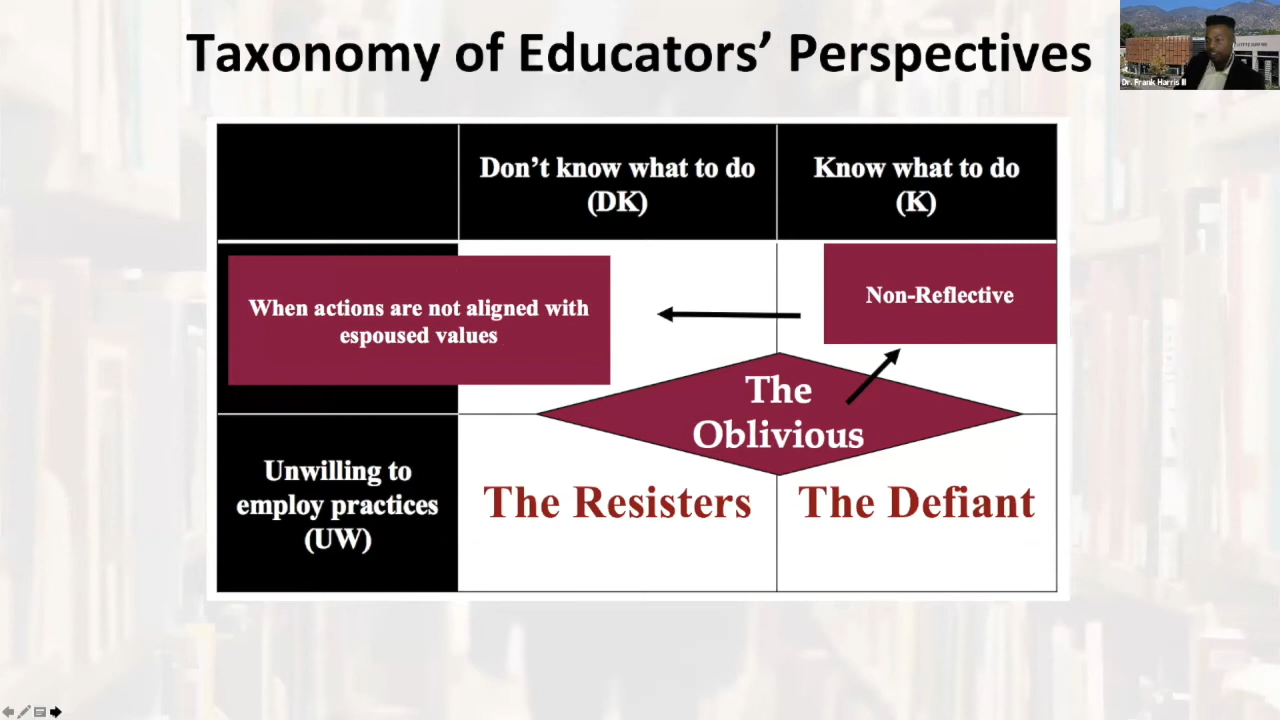 Taxonomy of Educators’ Perspectives
Dr. Frank Harris II
Don’t know what to do
(DK)
Know what to do
(K)
When actions are not aligned with
espoused values
Non-Reflective
The
Oblivious
Unwilling to
employ practices
(UW)
The Resisters
The Defiant